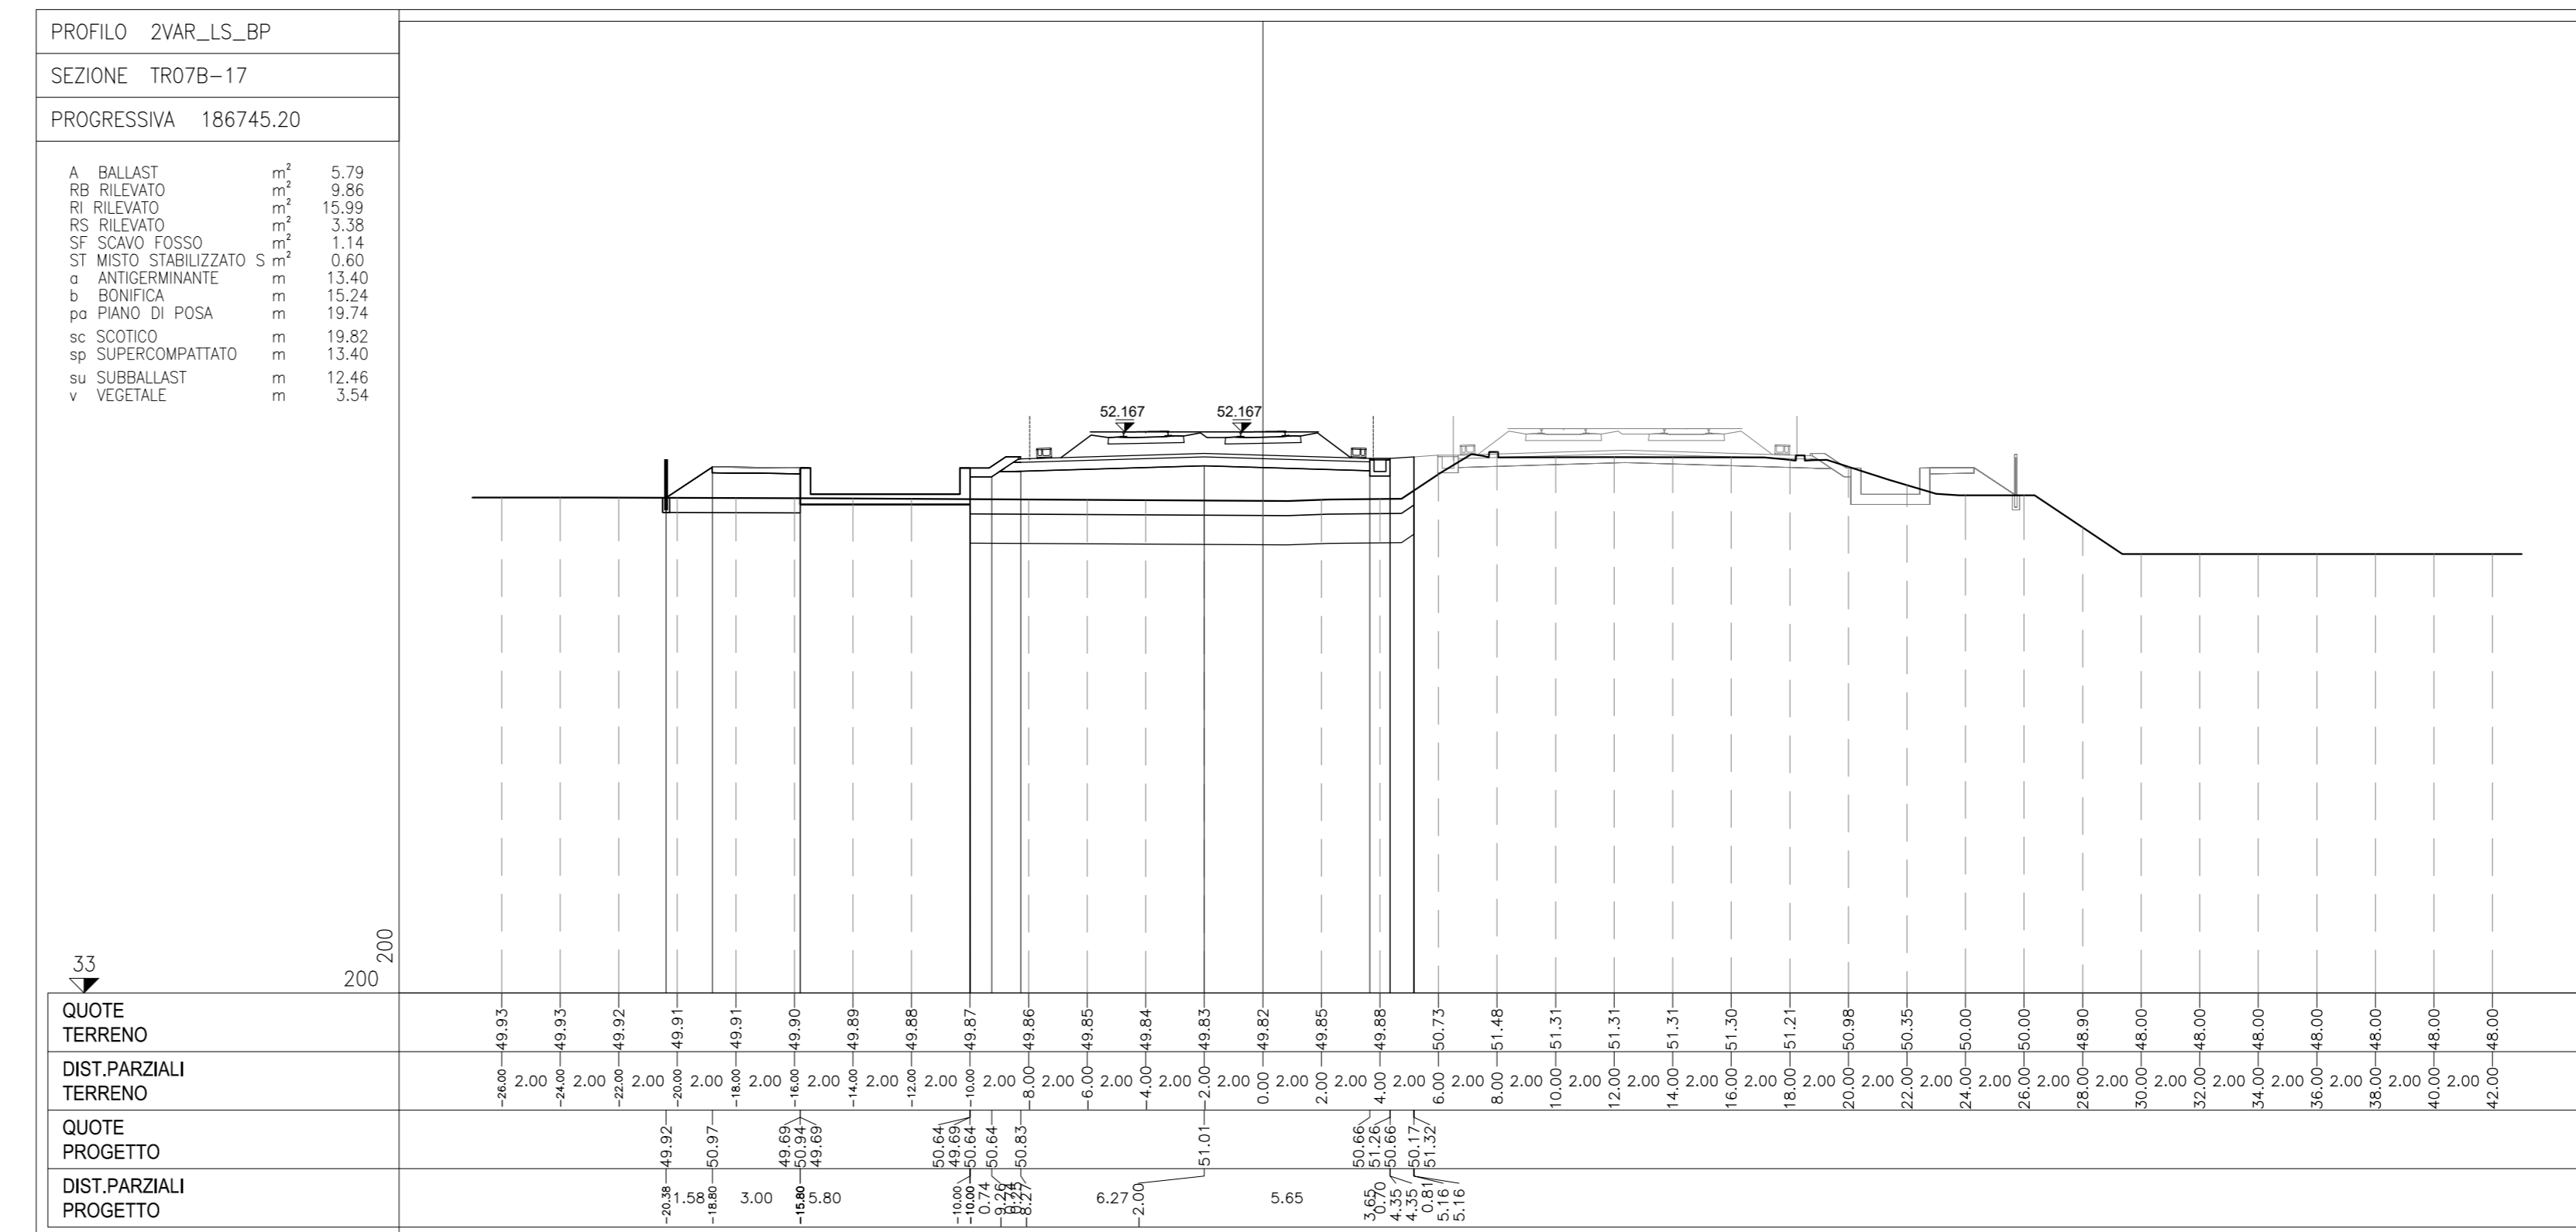 PROFILO 2VAR_LS_BP
SEZIONE TR07B-17
PROGRESSIVA 186745.20
A BALLAST m² 5.79
RB RILEVATO m² 9.86
RI RILEVATO m² 15.99
RS RILEVATO m² 3.38
SF SCAVO FOSSO m² 1.14
ST MISTO STABILIZZATO S m² 0.60
a ANTIGERMINANTE m 13.40
b BONIFICA m 15.24
pa PIANO DI POSA m 19.74
sc SCOTICO m 19.82
sp SUPERCOMPATTATO m 13.40
su SUBBALLAST m 12.46
v VEGETALE m 3.54
52.167 52.167
33 200 200
QUOTE TERRENO
49.93 49.93 49.92 49.91 49.91 49.90 49.89 49.88 49.87 49.86 49.85 49.84 49.83 49.82 49.85 49.88 50.73 51.48 51.31 51.31 51.31 51.30 51.21 50.98 50.35 50.00 50.00 48.90 48.00 48.00 48.00 48.00 48.00 48.00 48.00
DIST.PARZIALI TERRENO
-26.00 2.00 -24.00 2.00 -22.00 2.00 -20.00 2.00 -18.00 2.00 -16.00 2.00 -14.00 2.00 -12.00 2.00 -10.00 2.00 -8.00 2.00 -6.00 2.00 -4.00 2.00 -2.00 2.00 0.00 2.00 2.00 2.00 4.00 2.00 6.00 2.00 8.00 2.00 10.00 2.00 12.00 2.00 14.00 2.00 16.00 2.00 18.00 2.00 20.00 2.00 22.00 2.00 24.00 2.00 26.00 2.00 28.00 2.00 30.00 2.00 32.00 2.00 34.00 2.00 36.00 2.00 38.00 2.00 40.00 2.00 42.00
QUOTE PROGETTO
49.92 50.97 49.69 50.94 49.69 50.64 49.69 50.64 50.64 50.83 51.01 50.66 51.26 50.66 50.17 51.32
DIST.PARZIALI PROGETTO
-20.38 1.58 -18.80 3.00 -15.80 5.80 -10.00 -10.00 0.74 9.26 8.27 6.27 -2.00 5.65 3.65 0.70 4.35 4.35 0.81 5.16 5.16